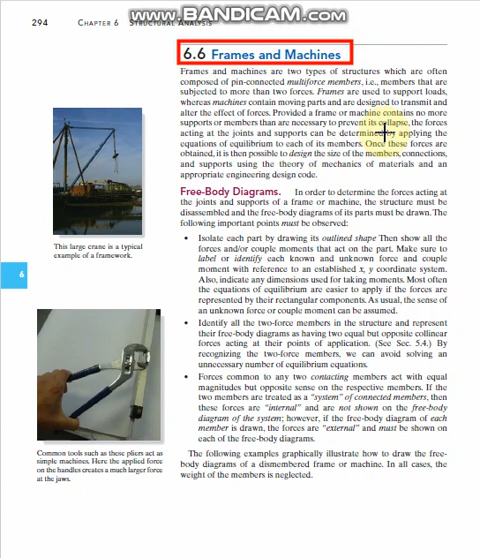 www.BANDICAM.com
294 CHAPTER 6 STRUCTURAL ANALYSIS
6.6 Frames and Machines
Frames and machines are two types of structures which are often
composed of pin-connected multiforce members, i.e., members that are
subjected to more than two forces. Frames are used to support loads,
whereas machines contain moving parts and are designed to transmit and
alter the effect of forces. Provided a frame or machine contains no more
supports or members than are necessary to prevent its collapse, the forces
acting at the joints and supports can be determined by applying the
equations of equilibrium to each of its members. Once these forces are
obtained, it is then possible to design the size of the members, connections,
and supports using the theory of mechanics of materials and an
appropriate engineering design code.
Free-Body Diagrams. In order to determine the forces acting at
the joints and supports of a frame or machine, the structure must be
disassembled and the free-body diagrams of its parts must be drawn. The
following important points must be observed:
• Isolate each part by drawing its outlined shape Then show all the
forces and/or couple moments that act on the part. Make sure to
label or identify each known and unknown force and couple
moment with reference to an established x, y coordinate system.
Also, indicate any dimensions used for taking moments. Most often
the equations of equilibrium are easier to apply if the forces are
represented by their rectangular components. As usual, the sense of
an unknown force or couple moment can be assumed.
• Identify all the two-force members in the structure and represent
their free-body diagrams as having two equal but opposite collinear
forces acting at their points of application. (See Sec. 5.4.) By
recognizing the two-force members, we can avoid solving an
unnecessary number of equilibrium equations.
• Forces common to any two contacting members act with equal
magnitudes but opposite sense on the respective members. If the
two members are treated as a "system" of connected members, then
these forces are "internal" and are not shown on the free-body
diagram of the system; however, if the free-body diagram of each
member is drawn, the forces are "external" and must be shown on
each of the free-body diagrams.
The following examples graphically illustrate how to draw the free-
body diagrams of a dismembered frame or machine. In all cases, the
weight of the members is neglected.
This large crane is a typical
example of a framework.
6
Common tools such as these pliers act as
simple machines. Here the applied force
on the handles creates a much larger force
at the jaws.